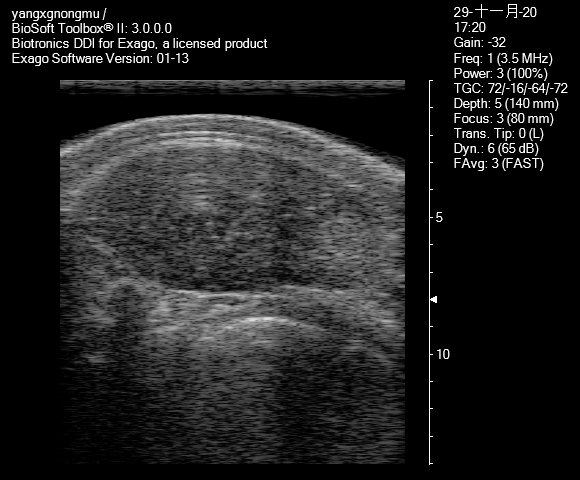 yangxgnongmu /
BioSoft Toolbox® II: 3.0.0.0
Biotronics DDI for Exago, a licensed product
Exago Software Version: 01-13
29-十一月-20
17:20
Gain: -32
Freq: 1 (3.5 MHz)
Power: 3 (100%)
TGC: 72/-16/-64/-72
Depth: 5 (140 mm)
Focus: 3 (80 mm)
Trans. Tip: 0 (L)
Dyn.: 6 (65 dB)
FAvg: 3 (FAST)
5
10